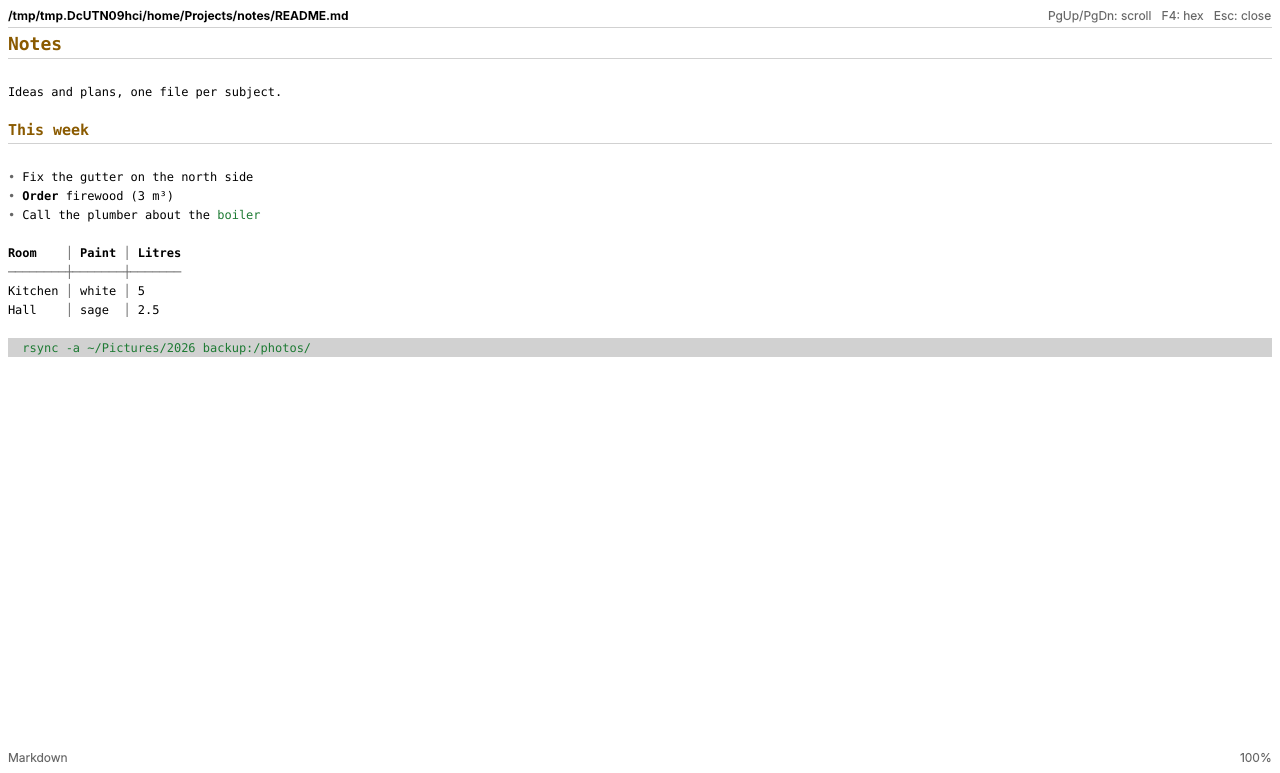 /tmp/tmp.DcUTN09hci/home/Projects/notes/README.md PgUp/PgDn: scroll F4: hex Esc: close
Notes
Ideas and plans, one file per subject.
This week
• Fix the gutter on the north side
• Order firewood (3 m³)
• Call the plumber about the boiler
Room │ Paint │ Litres
Kitchen │ white │ 5
Hall │ sage │ 2.5
rsync -a ~/Pictures/2026 backup:/photos/
Markdown 100%